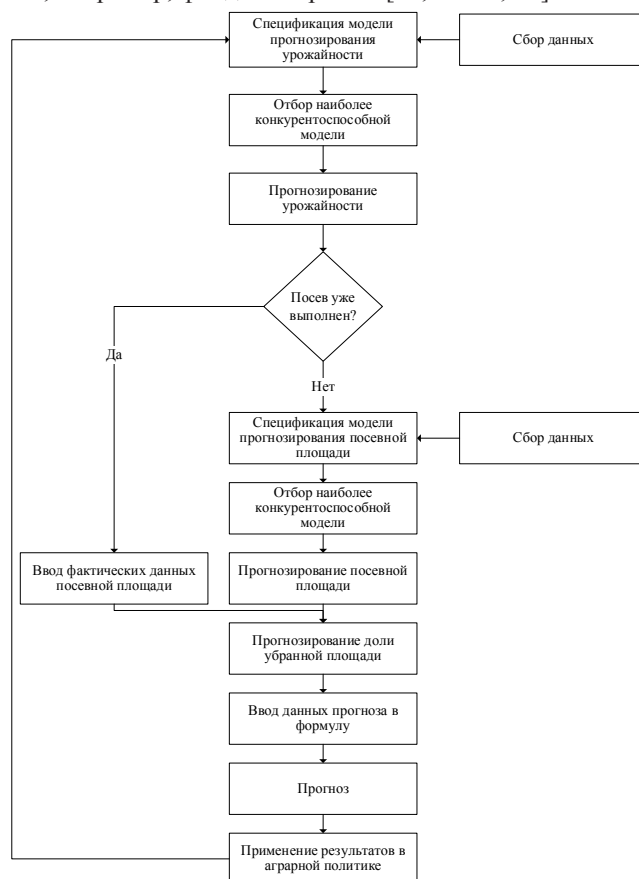 Спецификация модели
прогнозирования
урожайности
Сбор данных
Отбор наиболее
конкурентоспособной
модели
Прогнозирование
урожайности
Посев уже
выполнен?
Да
Нет
Спецификация модели
прогнозирования посевной
площади
Сбор данных
Отбор наиболее
конкурентоспособной
модели
Ввод фактических данных
посевной площади
Прогнозирование посевной
площади
Прогнозирование доли
убранной площади
Ввод данных прогноза в
формулу
Прогноз
Применение результатов в
аграрной политике